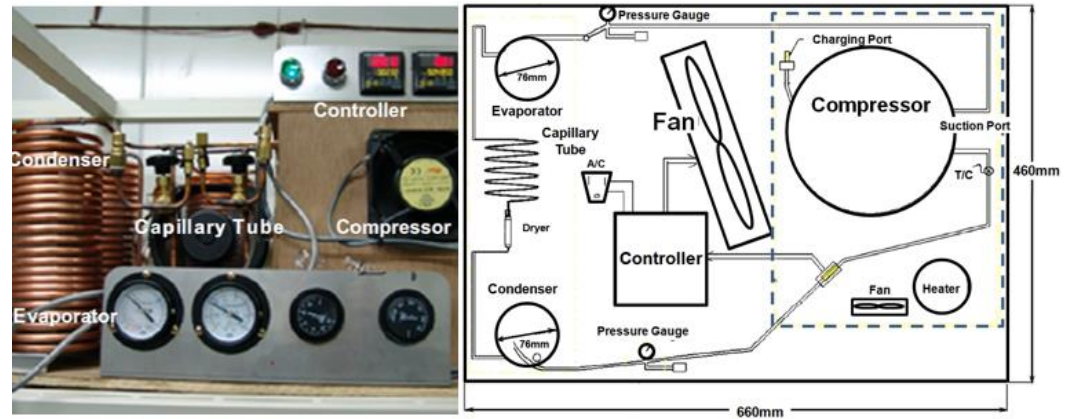 Controller
Condenser
Capillary Tube
Compressor
Evaporator
Pressure Gauge
Charging Port
76mm
Evaporator
Compressor
Fan
Capillary
Tube
Suction Port
A/C
T/C
460mm
Dryer
Controller
Condenser
Fan
Heater
76mm
Pressure Gauge
660mm